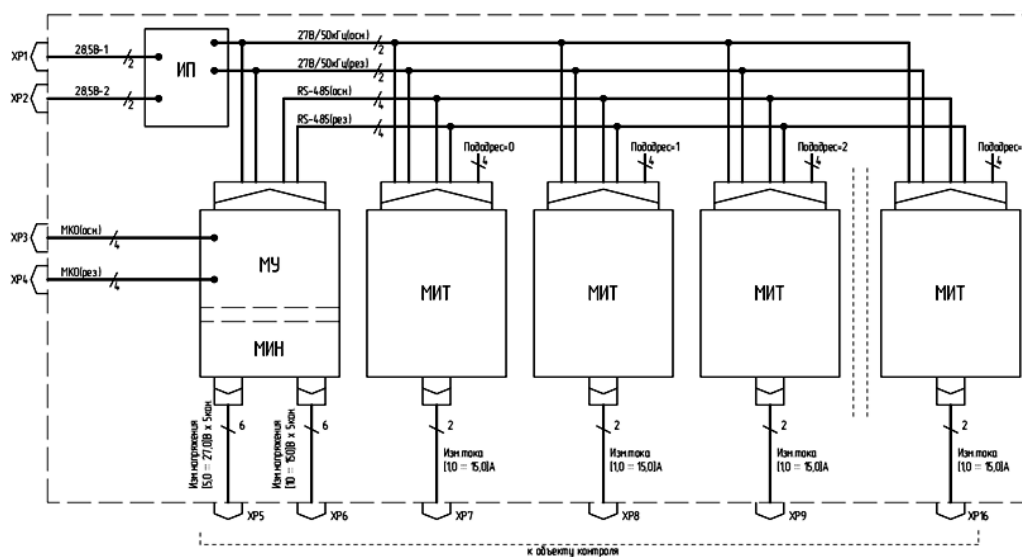 XP1
28,5В-1
2
ИП
27В/50кГц(осн.)
2
XP2
28,5В-2
2
27В/50кГц(рез)
2
RS-485(осн)
4
RS-485(рез)
4
Подадрес=0
4
Подадрес=1
4
Подадрес=2
4
Подадрес=
4
XP3
МКО(осн.)
4
XP4
МКО(рез.)
4
МУ
МИН
МИТ
МИТ
МИТ
МИТ
Изм. напряжения
(5,0 = 27,0)В х 5кан.
6
Изм. напряжения
(10 = 150)В х 5кан.
6
2
Изм. тока
(1,0 = 15,0)А
2
Изм. тока
(1,0 = 15,0)А
2
Изм. тока
(1,0 = 15,0)А
2
Изм. тока
(1,0 = 15,0)А
XP5
XP6
XP7
XP8
XP9
XP16
к объекту контроля